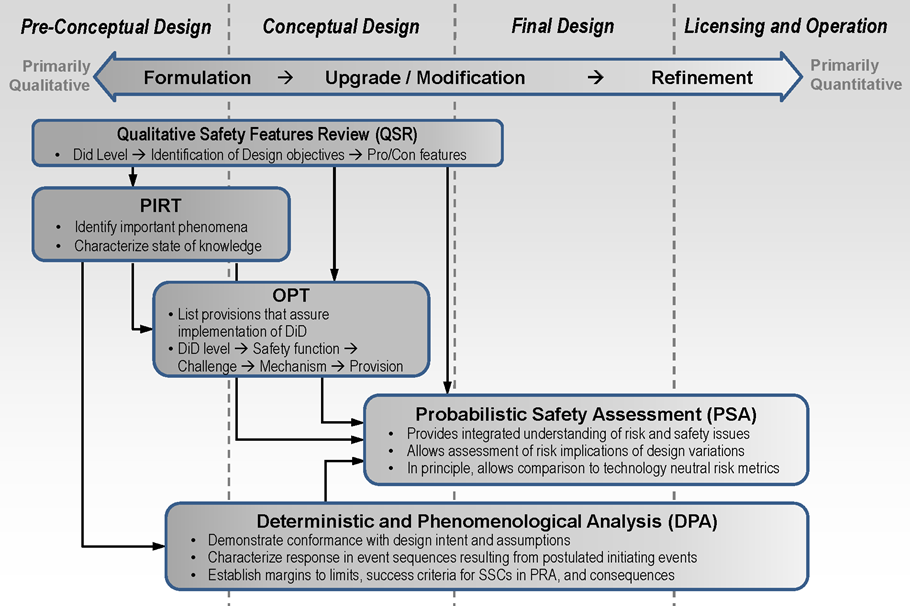 Pre-Conceptual Design
Conceptual Design
Final Design
Licensing and Operation
Primarily
Qualitative
Formulation → Upgrade / Modification → Refinement
Primarily
Quantitative
Qualitative Safety Features Review (QSR)
• Did Level → Identification of Design objectives → Pro/Con features
PIRT
• Identify important phenomena
• Characterize state of knowledge
OPT
• List provisions that assure
implementation of DiD
• DiD level → Safety function →
Challenge → Mechanism → Provision
Probabilistic Safety Assessment (PSA)
• Provides integrated understanding of risk and safety issues
• Allows assessment of risk implications of design variations
• In principle, allows comparison to technology neutral risk metrics
Deterministic and Phenomenological Analysis (DPA)
• Demonstrate conformance with design intent and assumptions
• Characterize response in event sequences resulting from postulated initiating events
• Establish margins to limits, success criteria for SSCs in PRA, and consequences